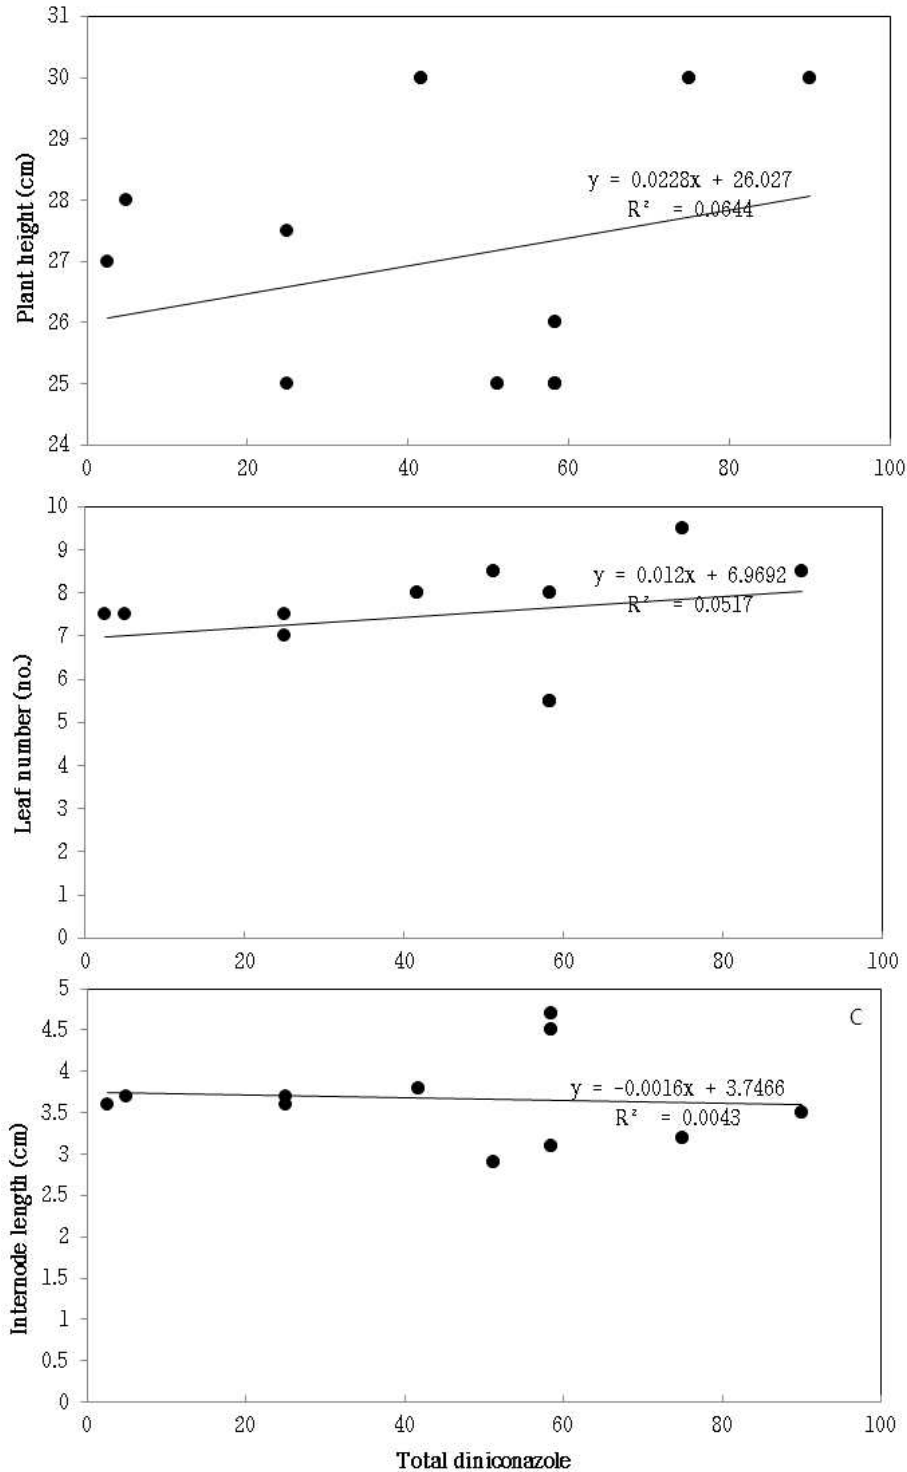 31
30
29
28
27
26
25
24
Plant height (cm)
y = 0.0228x + 26.027
R² = 0.0644
0 20 40 60 80 100
10
9
8
7
6
5
4
3
2
1
0
Leaf number (no.)
y = 0.012x + 6.9692
R² = 0.0517
0 20 40 60 80 100
5
4.5
4
3.5
3
2.5
2
1.5
1
0.5
0
Internode length (cm)
C
y = -0.0016x + 3.7466
R² = 0.0043
0 20 40 60 80 100
Total diniconazole